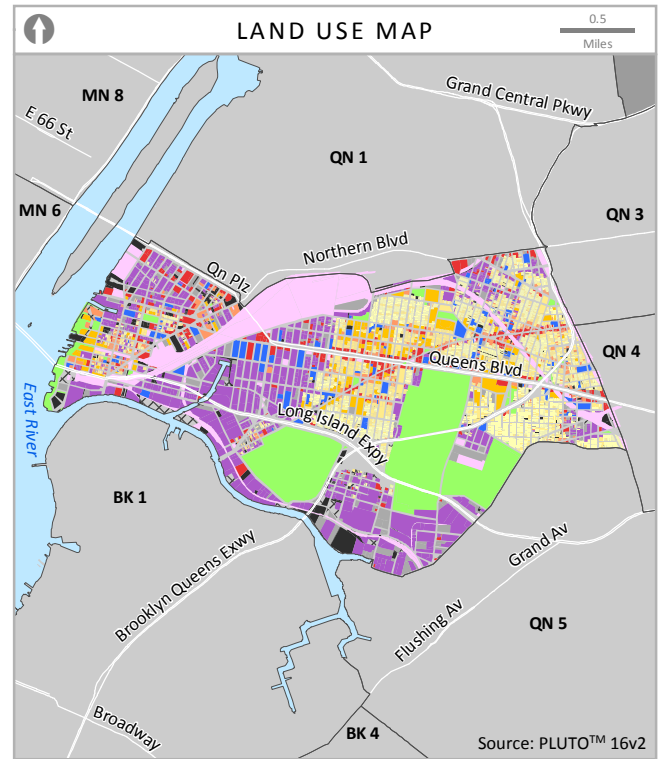 LAND USE MAP
0.5
Miles
MN 8
Grand Central Pkwy
E 66 St
QN 1
MN 6
QN 3
Northern Blvd
Qn Plz
QN 4
Queens Blvd
East River
Long Island Expy
BK 1
Grand Av
Brooklyn Queens Exwy
Flushing Av
QN 5
Broadway
BK 4
Source: PLUTO™ 16v2